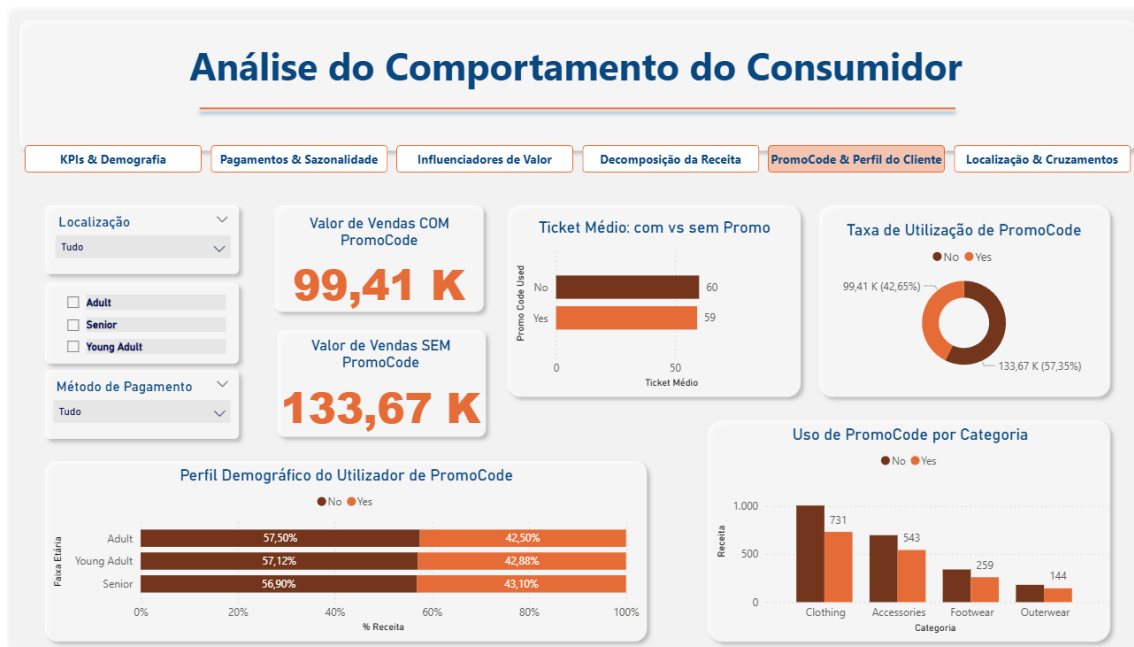 Análise do Comportamento do Consumidor
KPIs & Demografia
Pagamentos & Sazonalidade
Influenciadores de Valor
Decomposição da Receita
PromoCode & Perfil do Cliente
Localização & Cruzamentos
Localização
Tudo
Adult
Senior
Young Adult
Método de Pagamento
Tudo
Valor de Vendas COM
PromoCode
99,41 K
Valor de Vendas SEM
PromoCode
133,67 K
Ticket Médio: com vs sem Promo
Promo Code Used
No
60
Yes
59
0
50
Ticket Médio
Taxa de Utilização de PromoCode
No Yes
99,41 K (42,65%)
133,67 K (57,35%)
Perfil Demográfico do Utilizador de PromoCode
No Yes
Faixa Etária
Adult 57,50% 42,50%
Young Adult 57,12% 42,88%
Senior 56,90% 43,10%
0% 20% 40% 60% 80% 100%
% Receita
Uso de PromoCode por Categoria
No Yes
Receita
1.000
500
0
731
543
259
144
Clothing Accessories Footwear Outerwear
Categoria